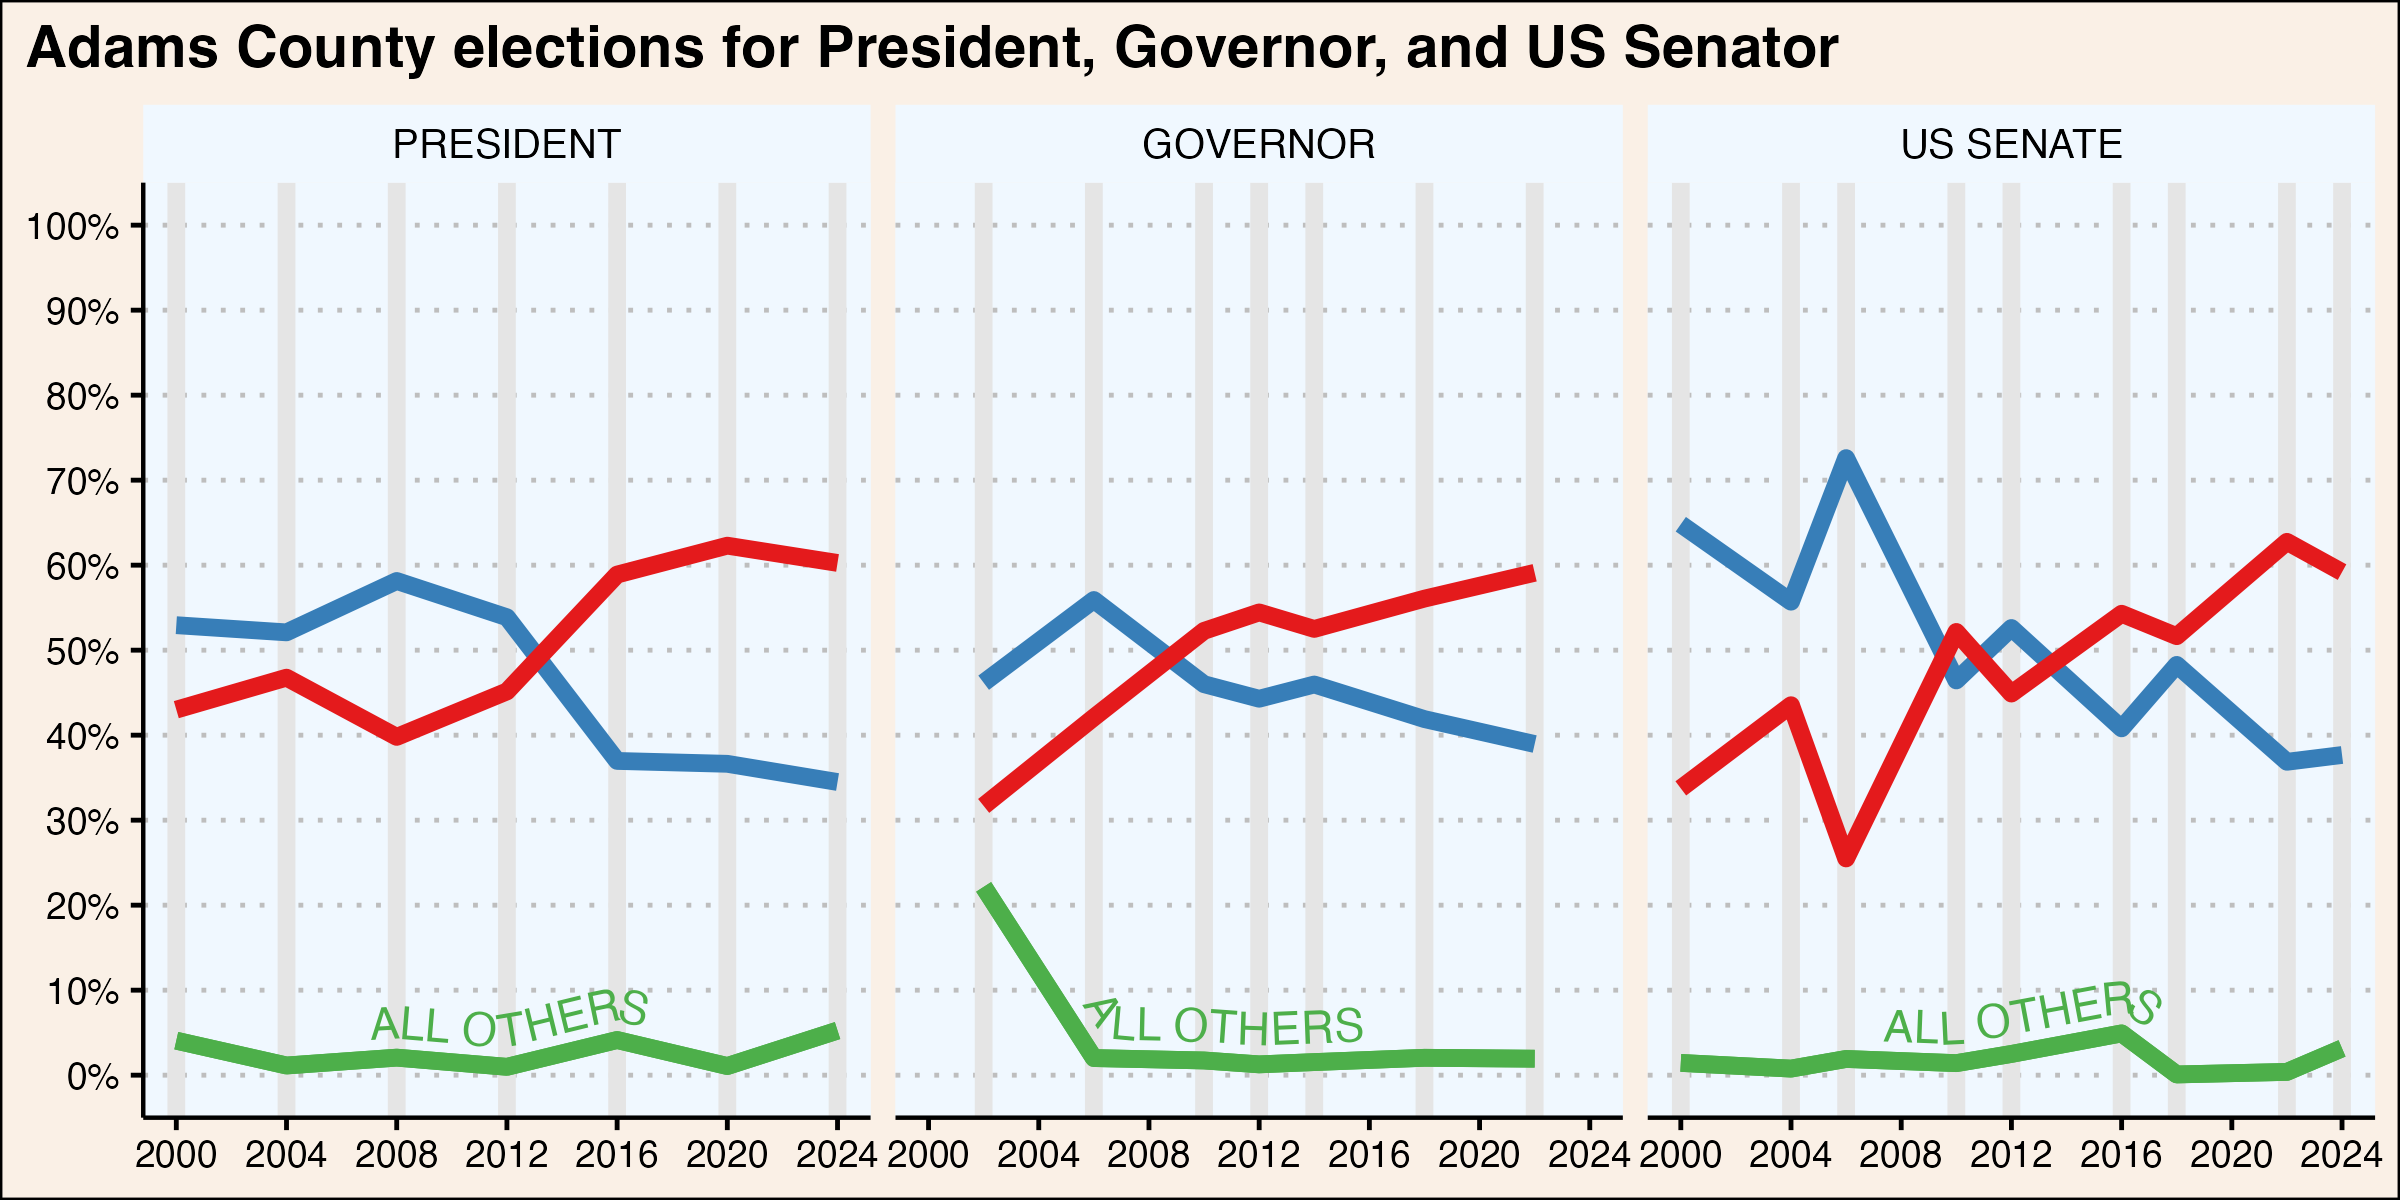 Adams County elections for President, Governor, and US Senator
PRESIDENT
GOVERNOR
US SENATE
100%
90%
80%
70%
60%
50%
40%
30%
20%
10%
0%
ALL OTHERS
ALL OTHERS
ALL OTHERS
2000 2004 2008 2012 2016 2020 2024
2000 2004 2008 2012 2016 2020 2024
2000 2004 2008 2012 2016 2020 2024